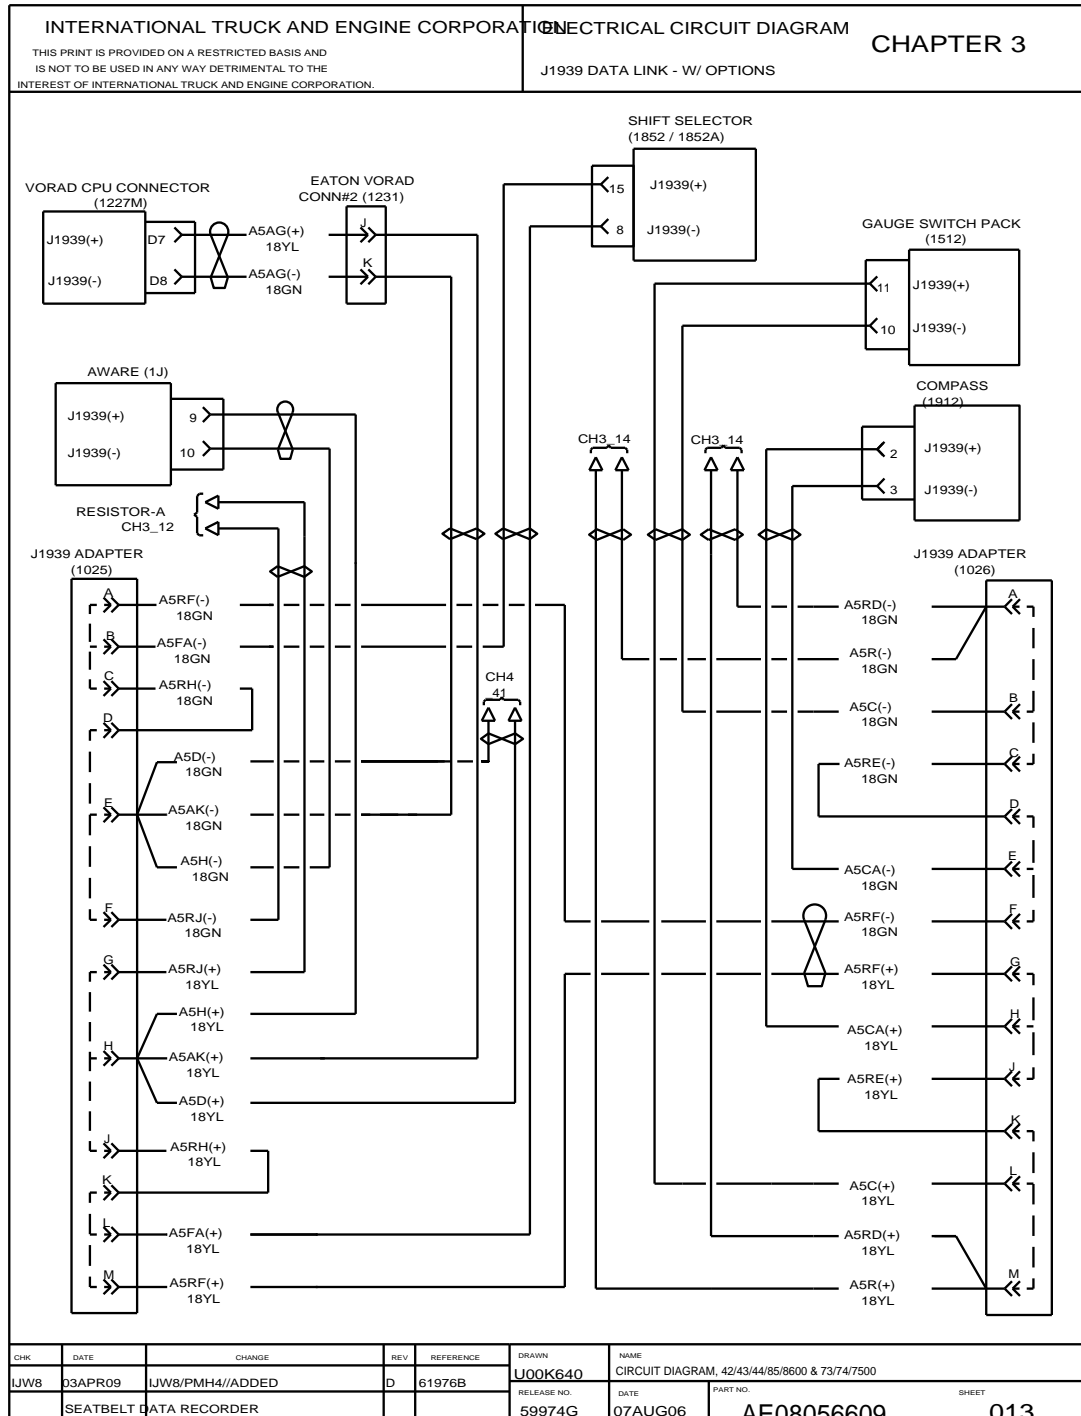 INTERNATIONAL TRUCK AND ENGINE CORPORATION
THIS PRINT IS PROVIDED ON A RESTRICTED BASIS AND
IS NOT TO BE USED IN ANY WAY DETRIMENTAL TO THE
INTEREST OF INTERNATIONAL TRUCK AND ENGINE CORPORATION.
ELECTRICAL CIRCUIT DIAGRAM
J1939 DATA LINK - W/ OPTIONS
CHAPTER 3
SHIFT SELECTOR
(1852 / 1852A)
15 J1939(+)
8 J1939(-)
VORAD CPU CONNECTOR
(1227M)
J1939(+) D7
J1939(-) D8
A5AG(+)
18YL
A5AG(-)
18GN
EATON VORAD
CONN#2 (1231)
J
K
GAUGE SWITCH PACK
(1512)
11 J1939(+)
10 J1939(-)
AWARE (1J)
J1939(+) 9
J1939(-) 10
COMPASS
(1912)
2 J1939(+)
3 J1939(-)
CH3_14
CH3_14
RESISTOR-A
CH3_12
CH4
41
J1939 ADAPTER
(1025)
A A5RF(-)
18GN
B A5FA(-)
18GN
C A5RH(-)
18GN
D
A5D(-)
18GN
E A5AK(-)
18GN
A5H(-)
18GN
F A5RJ(-)
18GN
G A5RJ(+)
18YL
A5H(+)
18YL
H A5AK(+)
18YL
A5D(+)
18YL
J A5RH(+)
18YL
K
L A5FA(+)
18YL
M A5RF(+)
18YL
J1939 ADAPTER
(1026)
A5RD(-) A
18GN
A5R(-)
18GN
A5C(-) B
18GN
A5RE(-) C
18GN
D
A5CA(-) E
18GN
A5RF(-) F
18GN
A5RF(+) G
18YL
A5CA(+) H
18YL
A5RE(+) J
18YL
K
A5C(+) L
18YL
A5RD(+)
18YL
A5R(+) M
18YL
CHK DATE CHANGE REV REFERENCE
IJW8 03APR09 IJW8/PMH4//ADDED D 61976B
SEATBELT DATA RECORDER
DRAWN
U00K640
NAME
CIRCUIT DIAGRAM, 42/43/44/85/8600 & 73/74/7500
RELEASE NO.
59974G
DATE
07AUG06
PART NO.
AE08056609
SHEET
013